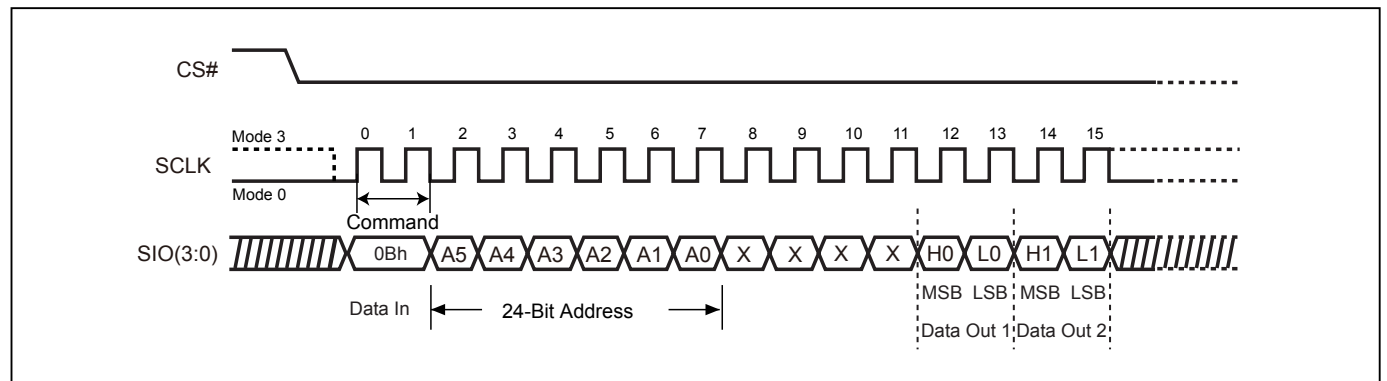 CS#
Mode 3
0 1 2 3 4 5 6 7 8 9 10 11 12 13 14 15
SCLK
Mode 0
Command
SIO(3:0) 0Bh A5 A4 A3 A2 A1 A0 X X X X H0 L0 H1 L1
MSB LSB MSB LSB
Data In 24-Bit Address
Data Out 1 Data Out 2